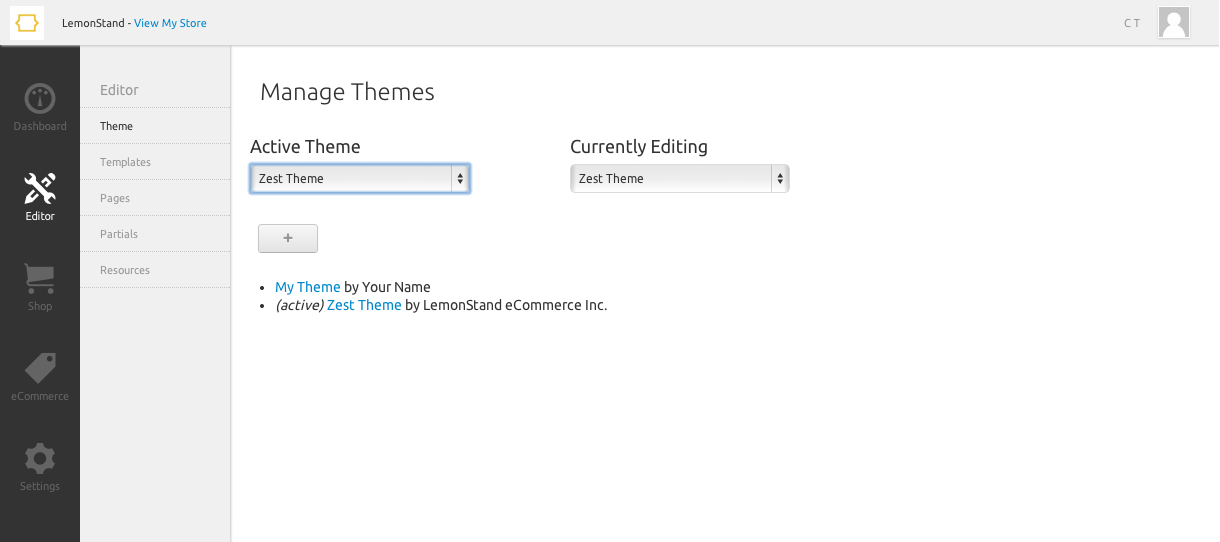 LemonStand - View My Store
CT
Dashboard
Editor
Shop
eCommerce
Settings
Editor
Theme
Templates
Pages
Partials
Resources
Manage Themes
Active Theme
Zest Theme
Currently Editing
Zest Theme
+
• My Theme by Your Name
• (active) Zest Theme by LemonStand eCommerce Inc.